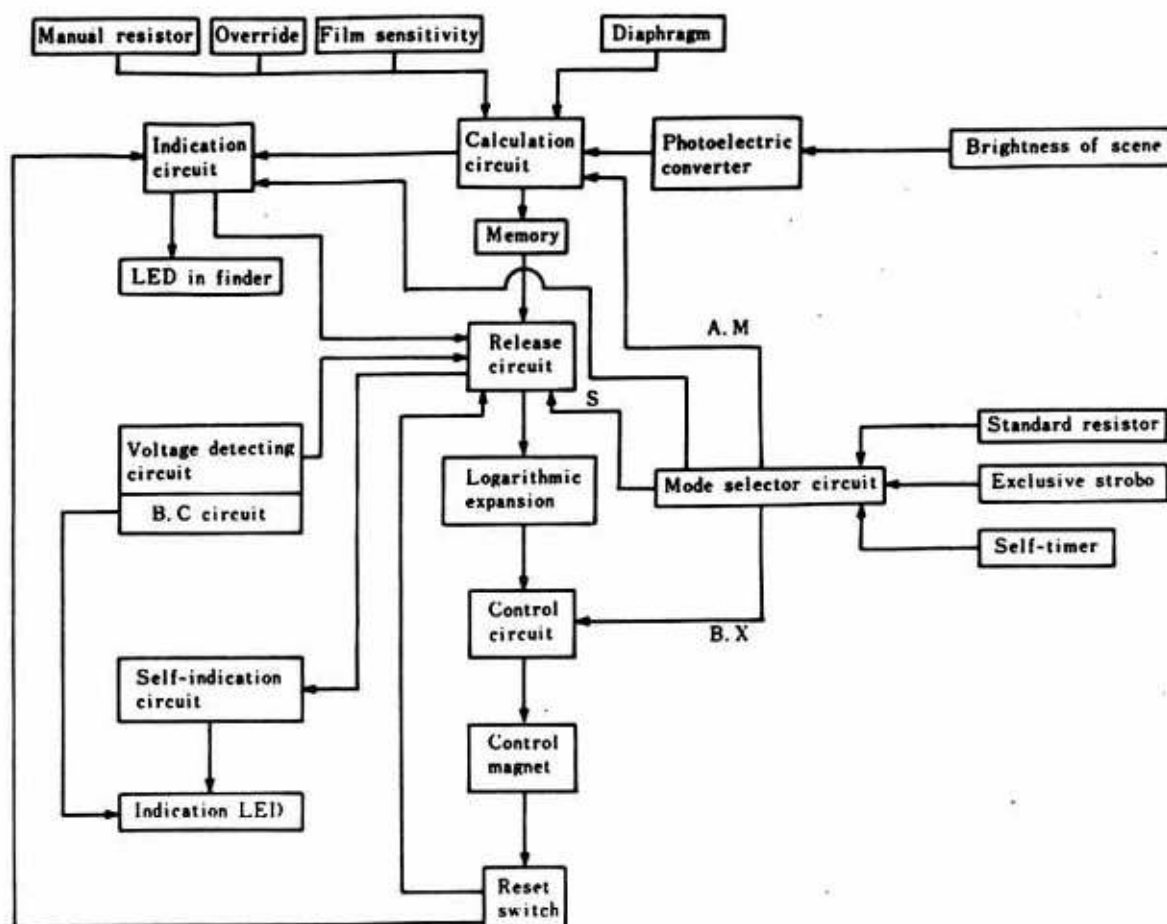 Manual resistor
Override
Film sensitivity
Diaphragm
Indication
circuit
Calculation
circuit
Photoelectric
converter
Brightness of scene
Memory
LED in finder
Release
circuit
A. M
S
Standard resistor
Voltage detecting
circuit
Logarithmic
expansion
Mode selector circuit
Exclusive strobo
B. C circuit
Self-timer
Control
circuit
B. X
Self-indication
circuit
Control
magnet
Indication LED
Reset
switch